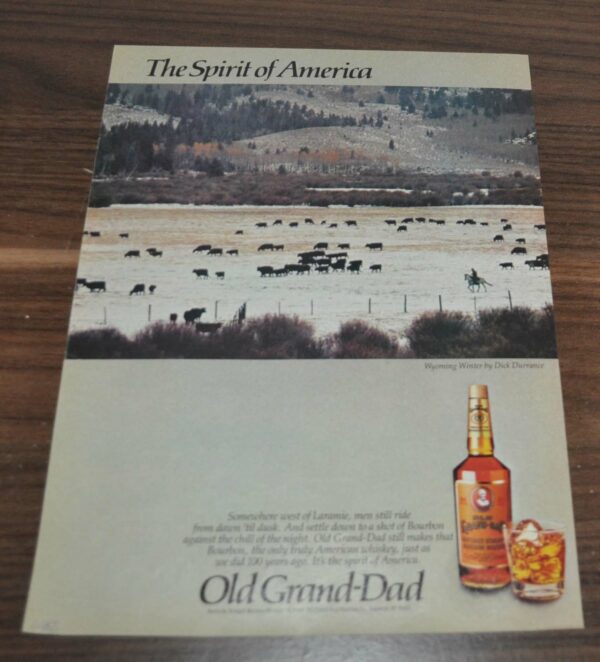 The Spirit of America
Wyoming Winter by Dick Durrance
Somewhere west of Laramie, men still ride
from dawn 'til dusk. And settle down to a shot of Bourbon
against the chill of the night. Old Grand-Dad still makes that
Bourbon, the only truly American whiskey, just as
we did 100 years ago. It's the spirit of America.
Old Grand-Dad